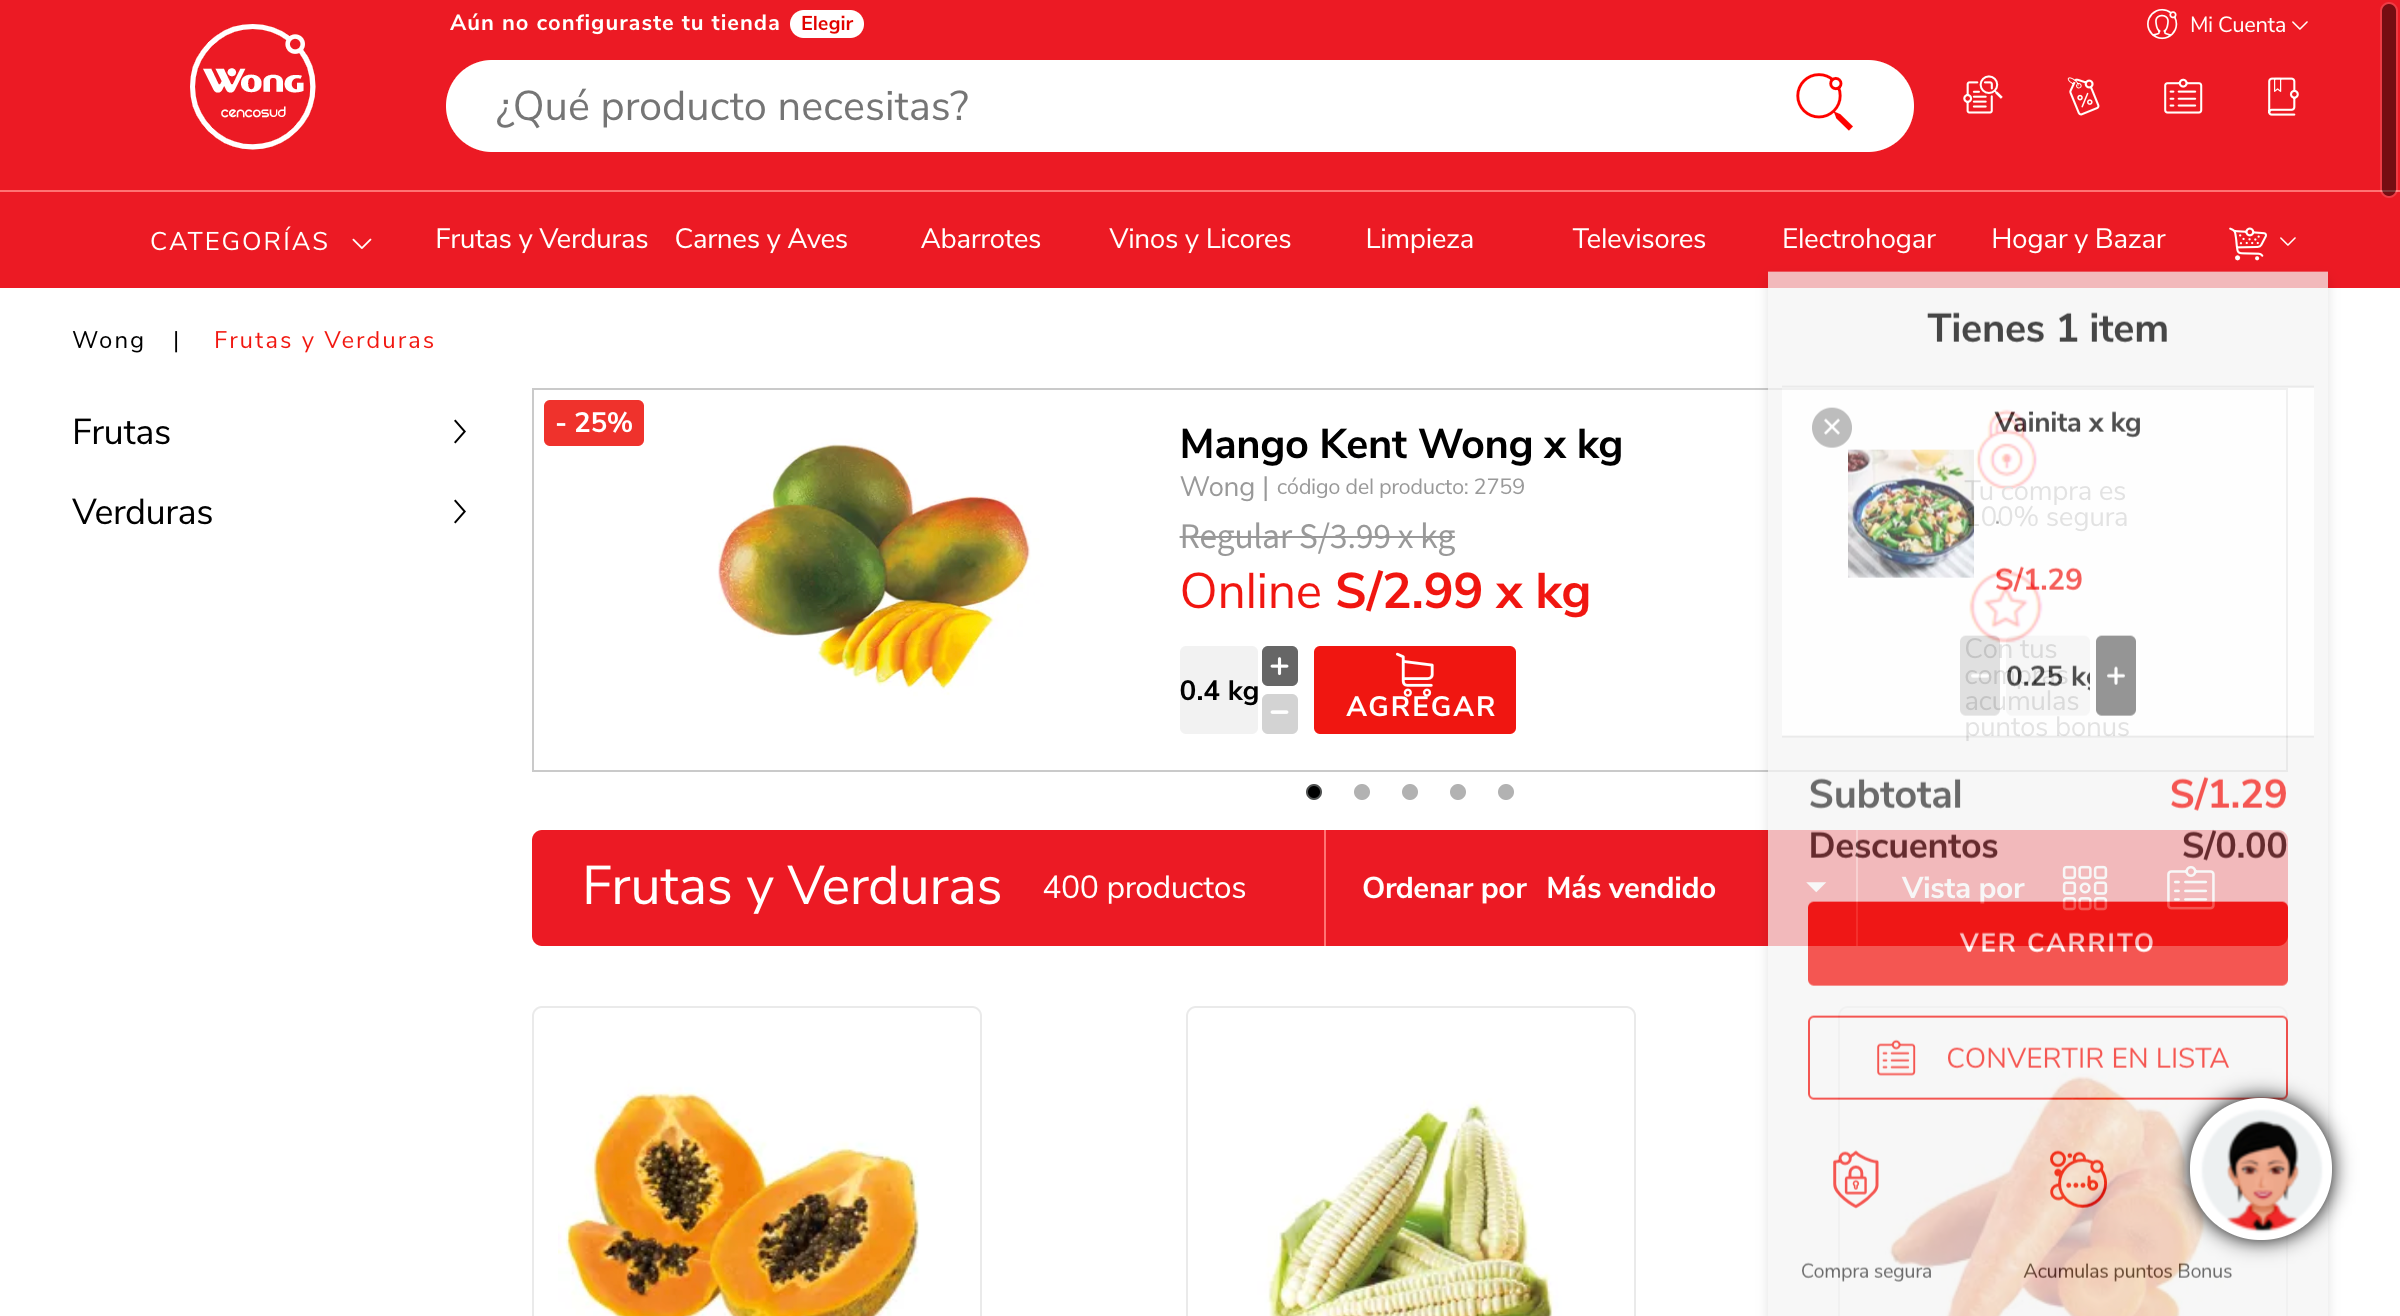 Aún no configuraste tu tienda Elegir
Mi Cuenta
Wong
cencosud
¿Qué producto necesitas?
CATEGORÍAS
Frutas y Verduras
Carnes y Aves
Abarrotes
Vinos y Licores
Limpieza
Televisores
Electrohogar
Hogar y Bazar
Wong | Frutas y Verduras
Frutas
Verduras
- 25%
Mango Kent Wong x kg
Wong | código del producto: 2759
Regular S/3.99 x kg
Online S/2.99 x kg
0.4 kg
+
−
AGREGAR
Tienes 1 item
Vainita x kg
Tu compra es
100% segura
S/1.29
Con tus
compras
acumulas
puntos bonus
0.25 kg
+
Subtotal S/1.29
Descuentos S/0.00
Frutas y Verduras 400 productos
Ordenar por Más vendido
Vista por
VER CARRITO
CONVERTIR EN LISTA
Compra segura
Acumulas puntos Bonus